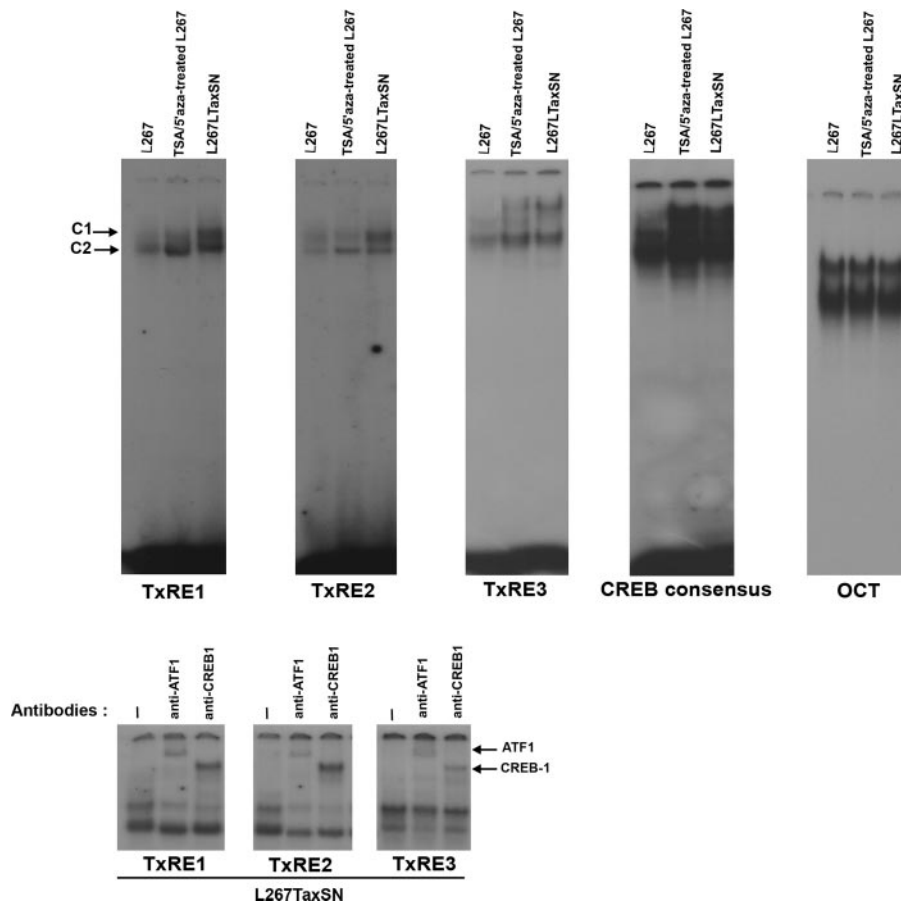 L267 TSA/5'aza-treated L267 L267LTaxSN
L267 TSA/5'aza-treated L267 L267LTaxSN
L267 TSA/5'aza-treated L267 L267LTaxSN
L267 TSA/5'aza-treated L267 L267LTaxSN
L267 TSA/5'aza-treated L267 L267LTaxSN
C1
C2
TxRE1 TxRE2 TxRE3 CREB consensus OCT
Antibodies : – anti-ATF1 anti-CREB1 – anti-ATF1 anti-CREB1 – anti-ATF1 anti-CREB1
ATF1
CREB-1
TxRE1 TxRE2 TxRE3
L267TaxSN